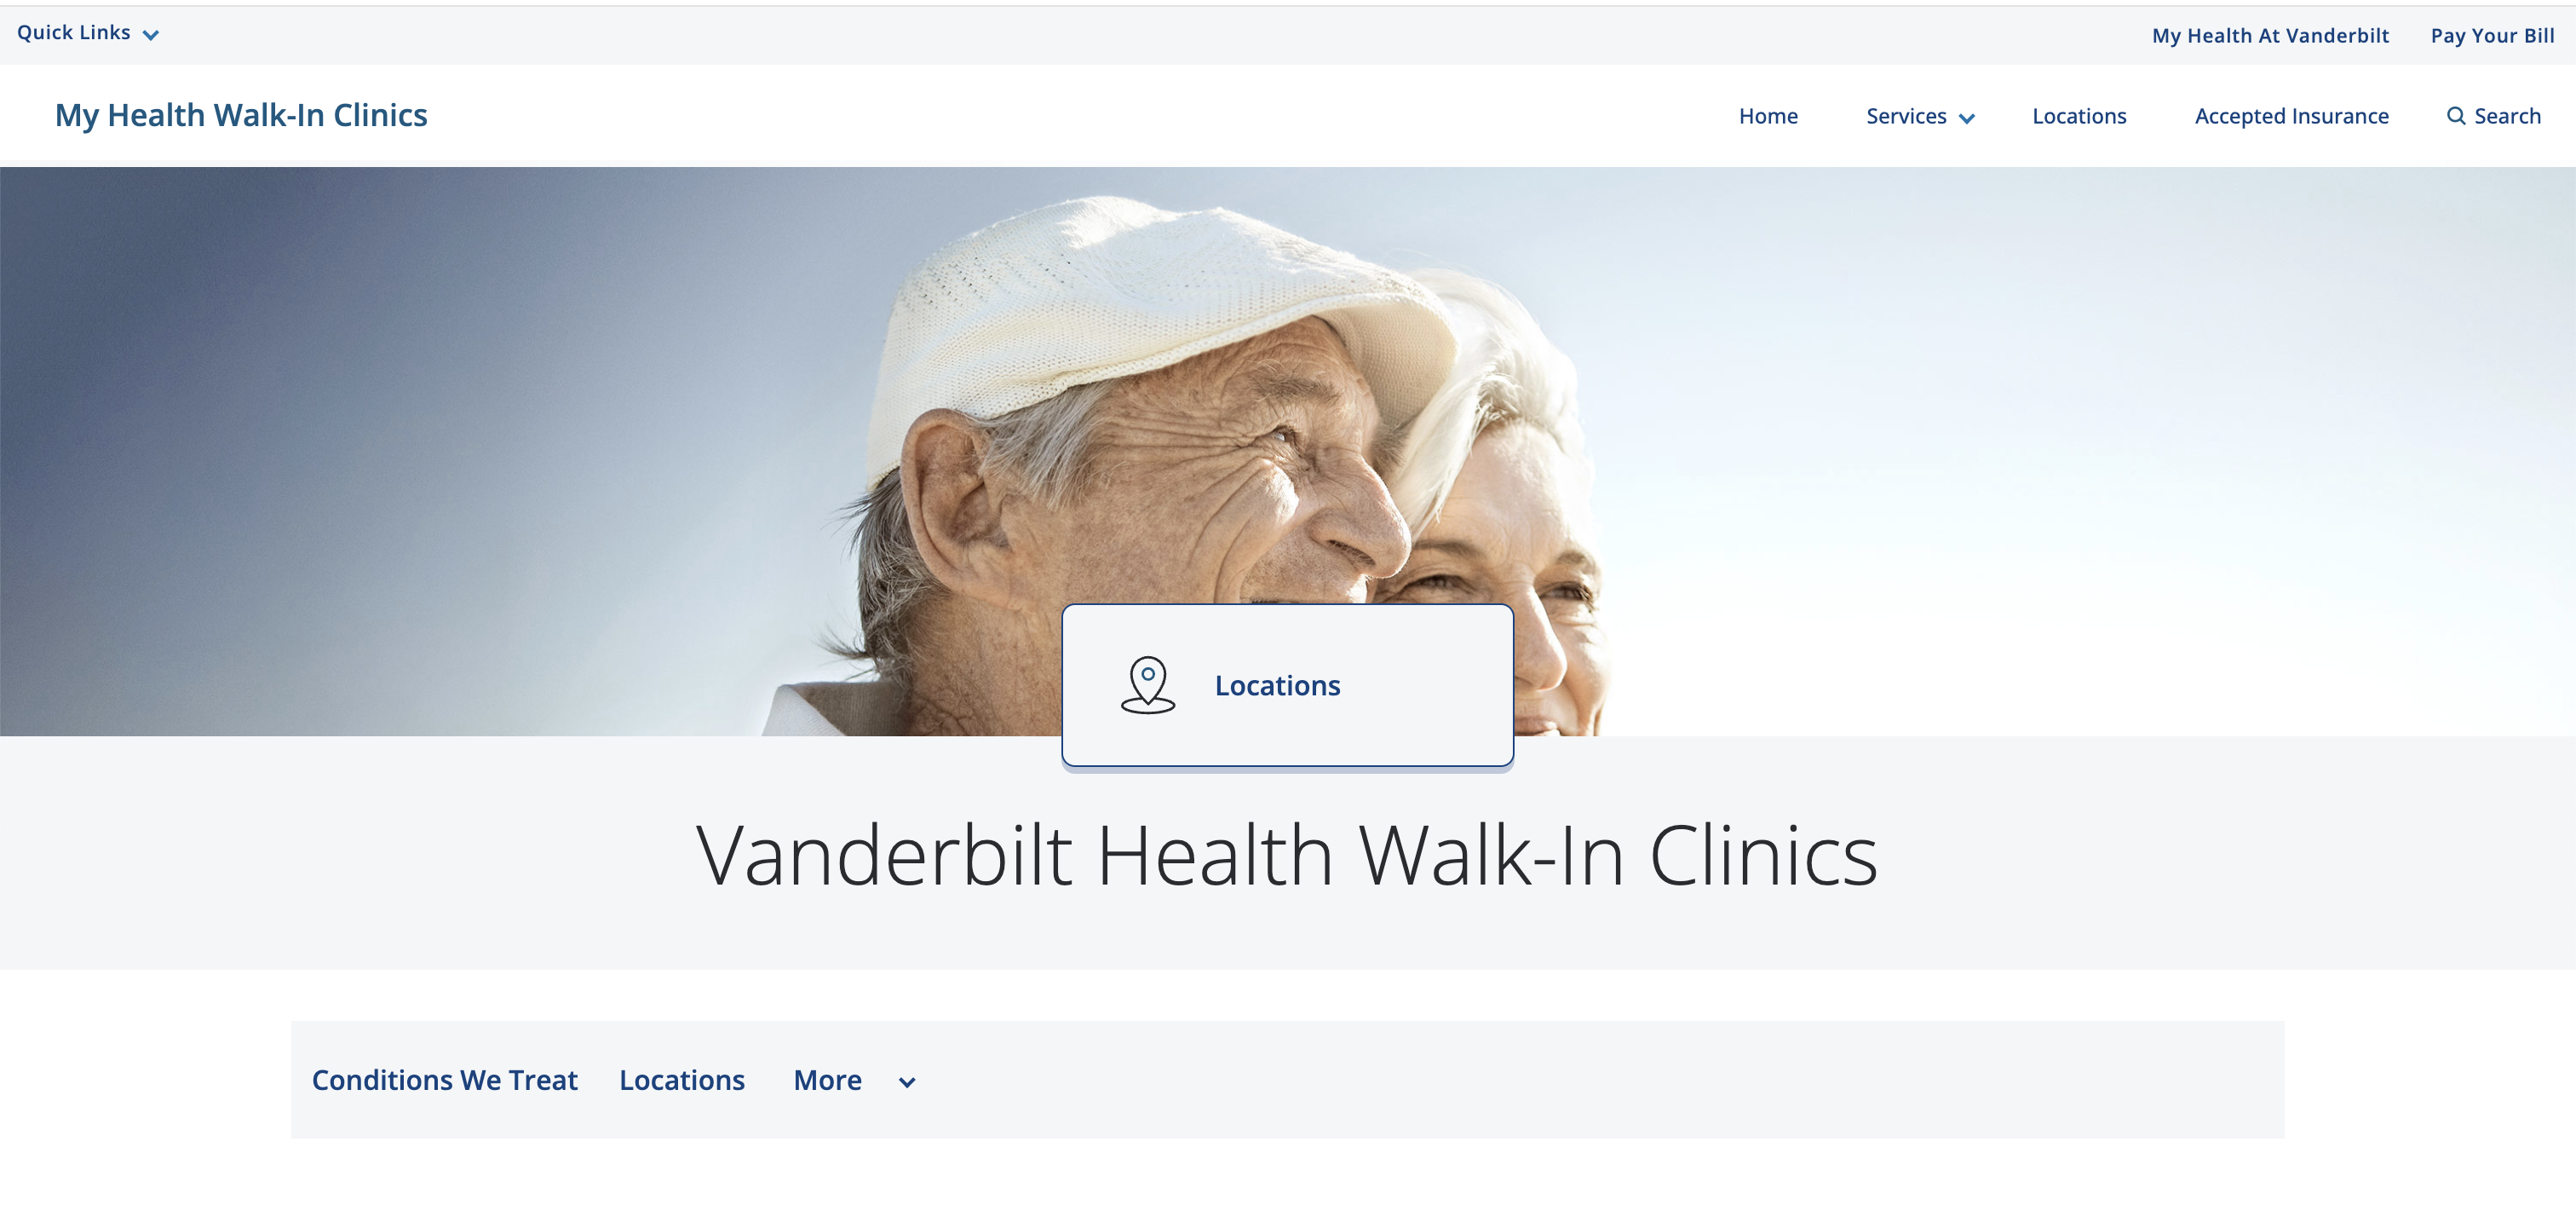 Quick Links
My Health At Vanderbilt
Pay Your Bill
My Health Walk-In Clinics
Home
Services
Locations
Accepted Insurance
Search
Locations
Vanderbilt Health Walk-In Clinics
Conditions We Treat
Locations
More